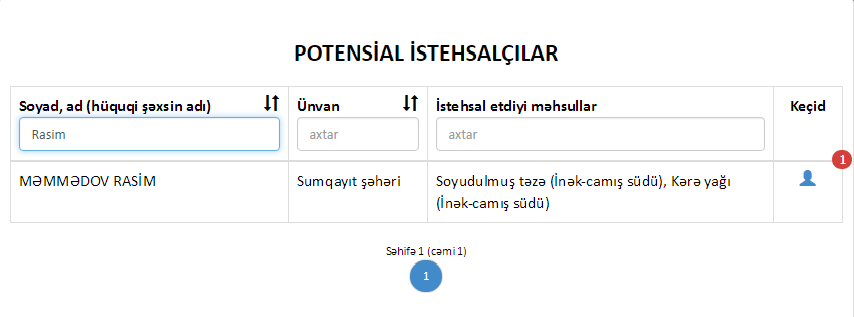 POTENSİAL İSTEHSALÇILAR
Soyad, ad (hüquqi şəxsin adı) Ünvan İstehsal etdiyi məhsullar Keçid
Rasim axtar axtar
1
MƏMMƏDOV RASİM Sumqayıt şəhəri Soyudulmuş təzə (İnək-camış südü), Kərə yağı
(İnək-camış südü)
Səhifə 1 (cəmi 1)
1